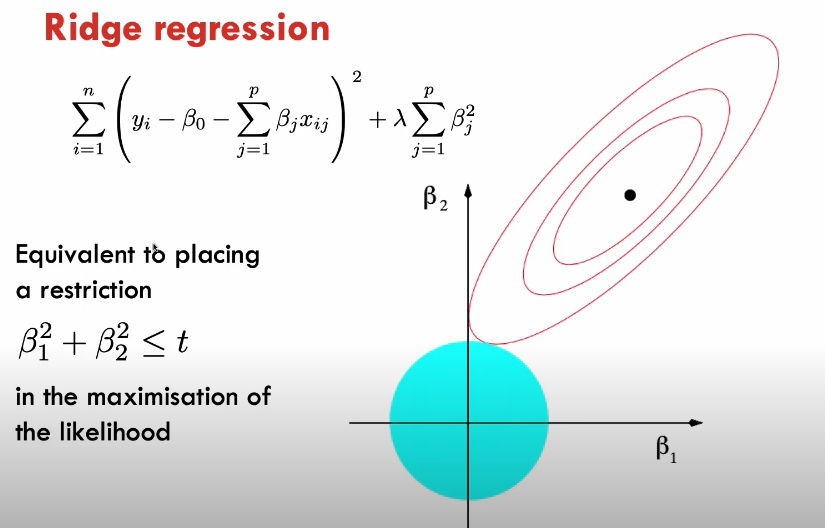 Ridge regression
$\sum_{i=1}^{n} \left( y_i - \beta_0 - \sum_{j=1}^{p} \beta_j x_{ij} \right)^2 + \lambda \sum_{j=1}^{p} \beta_j^2$
Equivalent to placing
a restriction
$\beta_1^2 + \beta_2^2 \leq t$
in the maximisation of
the likelihood
β₂
β₁